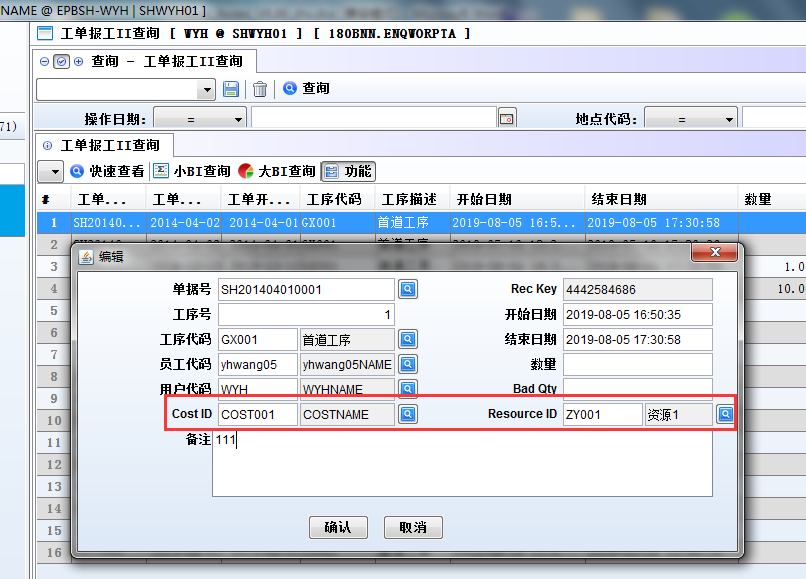 NAME @ EPBSH-WYH | SHWYH01 ]
工单报工II查询 [ WYH @ SHWYH01 ] [ 180BNN.ENQWORPTA ]
查询 - 工单报工II查询
查询
71)
操作日期: = 地点代码: =
工单报工II查询
快速查看 小BI查询 大BI查询 功能
# 工单... 工单... 工单开... 工序代码 工序描述 开始日期 结束日期 数量
1 SH20140... 2014-04-02 2014-04-01 GX001 首道工序 2019-08-05 16:5... 2019-08-05 17:30:58
2
编辑
3 1.0
4 10.0
5
6
7
8
9
10
11
12
13
14
15
16
单据号 SH201404010001 Rec Key 4442584686
工序号 1 开始日期 2019-08-05 16:50:35
工序代码 GX001 首道工序 结束日期 2019-08-05 17:30:58
员工代码 yhwang05 yhwang05NAME 数量
用户代码 WYH WYHNAME Bad Qty
Cost ID COST001 COSTNAME Resource ID ZY001 资源1
备注 111
确认 取消